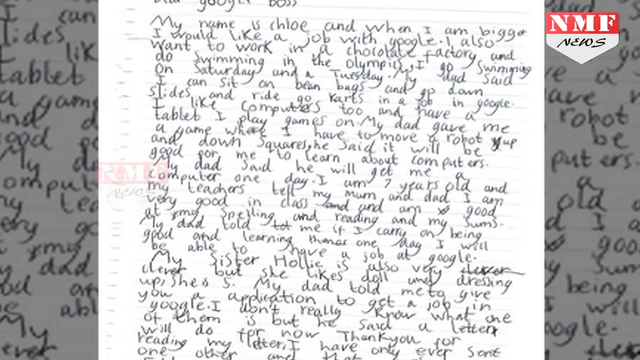 Dear google boss
My name is chloe and when I am bigger
I would like a job with google. I also
want to work in a chocolate factory and
do swimming in the olympics, I go swimming
on Saturday and a Tuesday. My dad said
I can sit on bean bags and go down
slides and ride go karts in a job in google.
I like computers too and have a
tablet I play games on. My dad gave me
a game where I have to move a robot up
and down squares, he said it will be
good for me to learn about computers.
My dad said he will get me a
computer one day. I am 7 years old and
my teachers tell my mum and dad I am
very good in class and and am good
at my spelling and reading and my sums.
My dad told me if I carry on being
good and learning then one day I will
be able to have a job at google.
My sister Hollie is also very
clever but she likes doll and dressing
up, she's 5. My dad told me to give
you a application to get a job in
google. I don't really know what one
of them is but he said a letter
will do for now. Thankyou for
reading my letter, I have only ever sent
one other and that
NMF
NEWS
NMF
NEWS